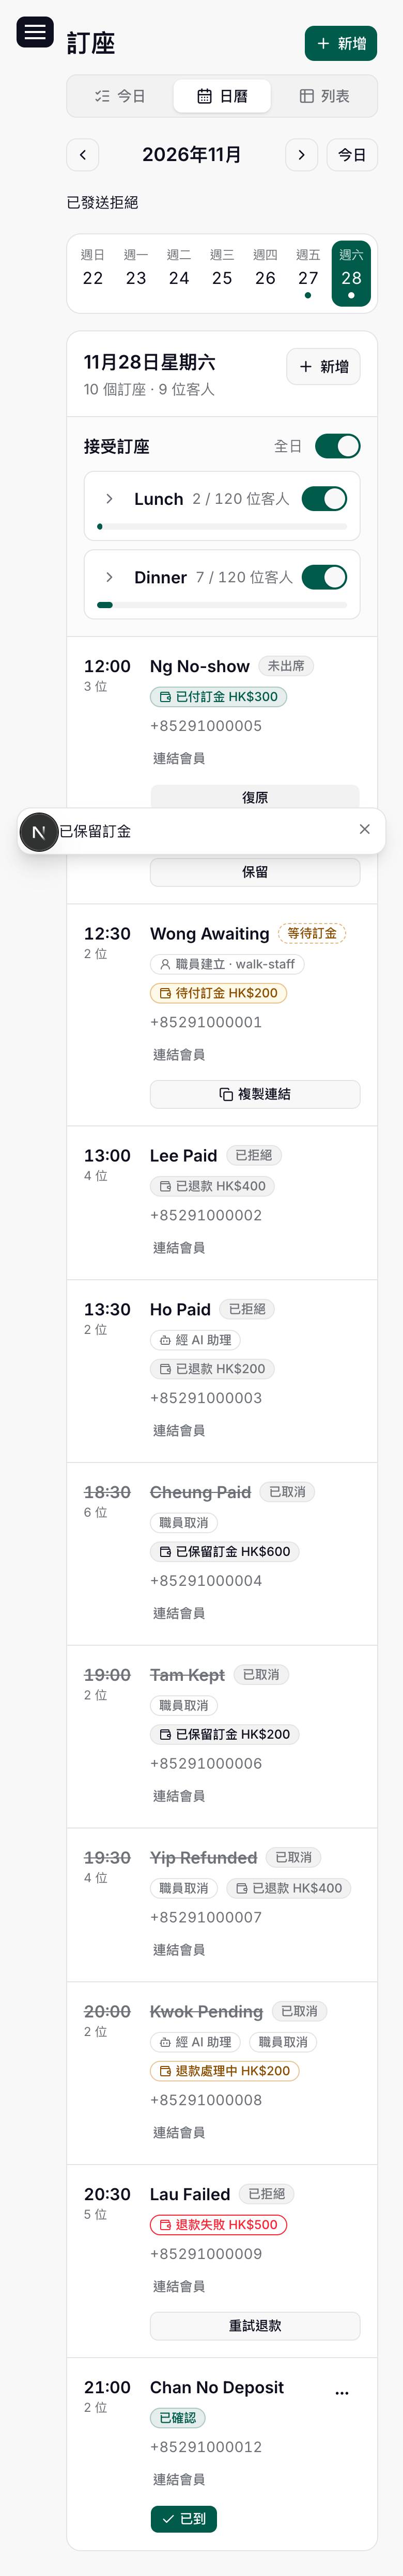 訂座
新增
今日 日曆 列表
2026年11月 今日
已發送拒絕
週日 週一 週二 週三 週四 週五 週六
22 23 24 25 26 27 28
11月28日星期六 新增
10 個訂座 · 9 位客人
接受訂座 全日
Lunch 2 / 120 位客人
Dinner 7 / 120 位客人
12:00 Ng No-show 未出席
3 位
已付訂金 HK$300
+85291000005
連結會員
復原
N 已保留訂金
保留
12:30 Wong Awaiting 等待訂金
2 位
職員建立 · walk-staff
待付訂金 HK$200
+85291000001
連結會員
複製連結
13:00 Lee Paid 已拒絕
4 位
已退款 HK$400
+85291000002
連結會員
13:30 Ho Paid 已拒絕
2 位
經 AI 助理
已退款 HK$200
+85291000003
連結會員
18:30 Cheung Paid 已取消
6 位
職員取消
已保留訂金 HK$600
+85291000004
連結會員
19:00 Tam Kept 已取消
2 位
職員取消
已保留訂金 HK$200
+85291000006
連結會員
19:30 Yip Refunded 已取消
4 位
職員取消 已退款 HK$400
+85291000007
連結會員
20:00 Kwok Pending 已取消
2 位
經 AI 助理 職員取消
退款處理中 HK$200
+85291000008
連結會員
20:30 Lau Failed 已拒絕
5 位
退款失敗 HK$500
+85291000009
連結會員
重試退款
21:00 Chan No Deposit ...
2 位
已確認
+85291000012
連結會員
已到